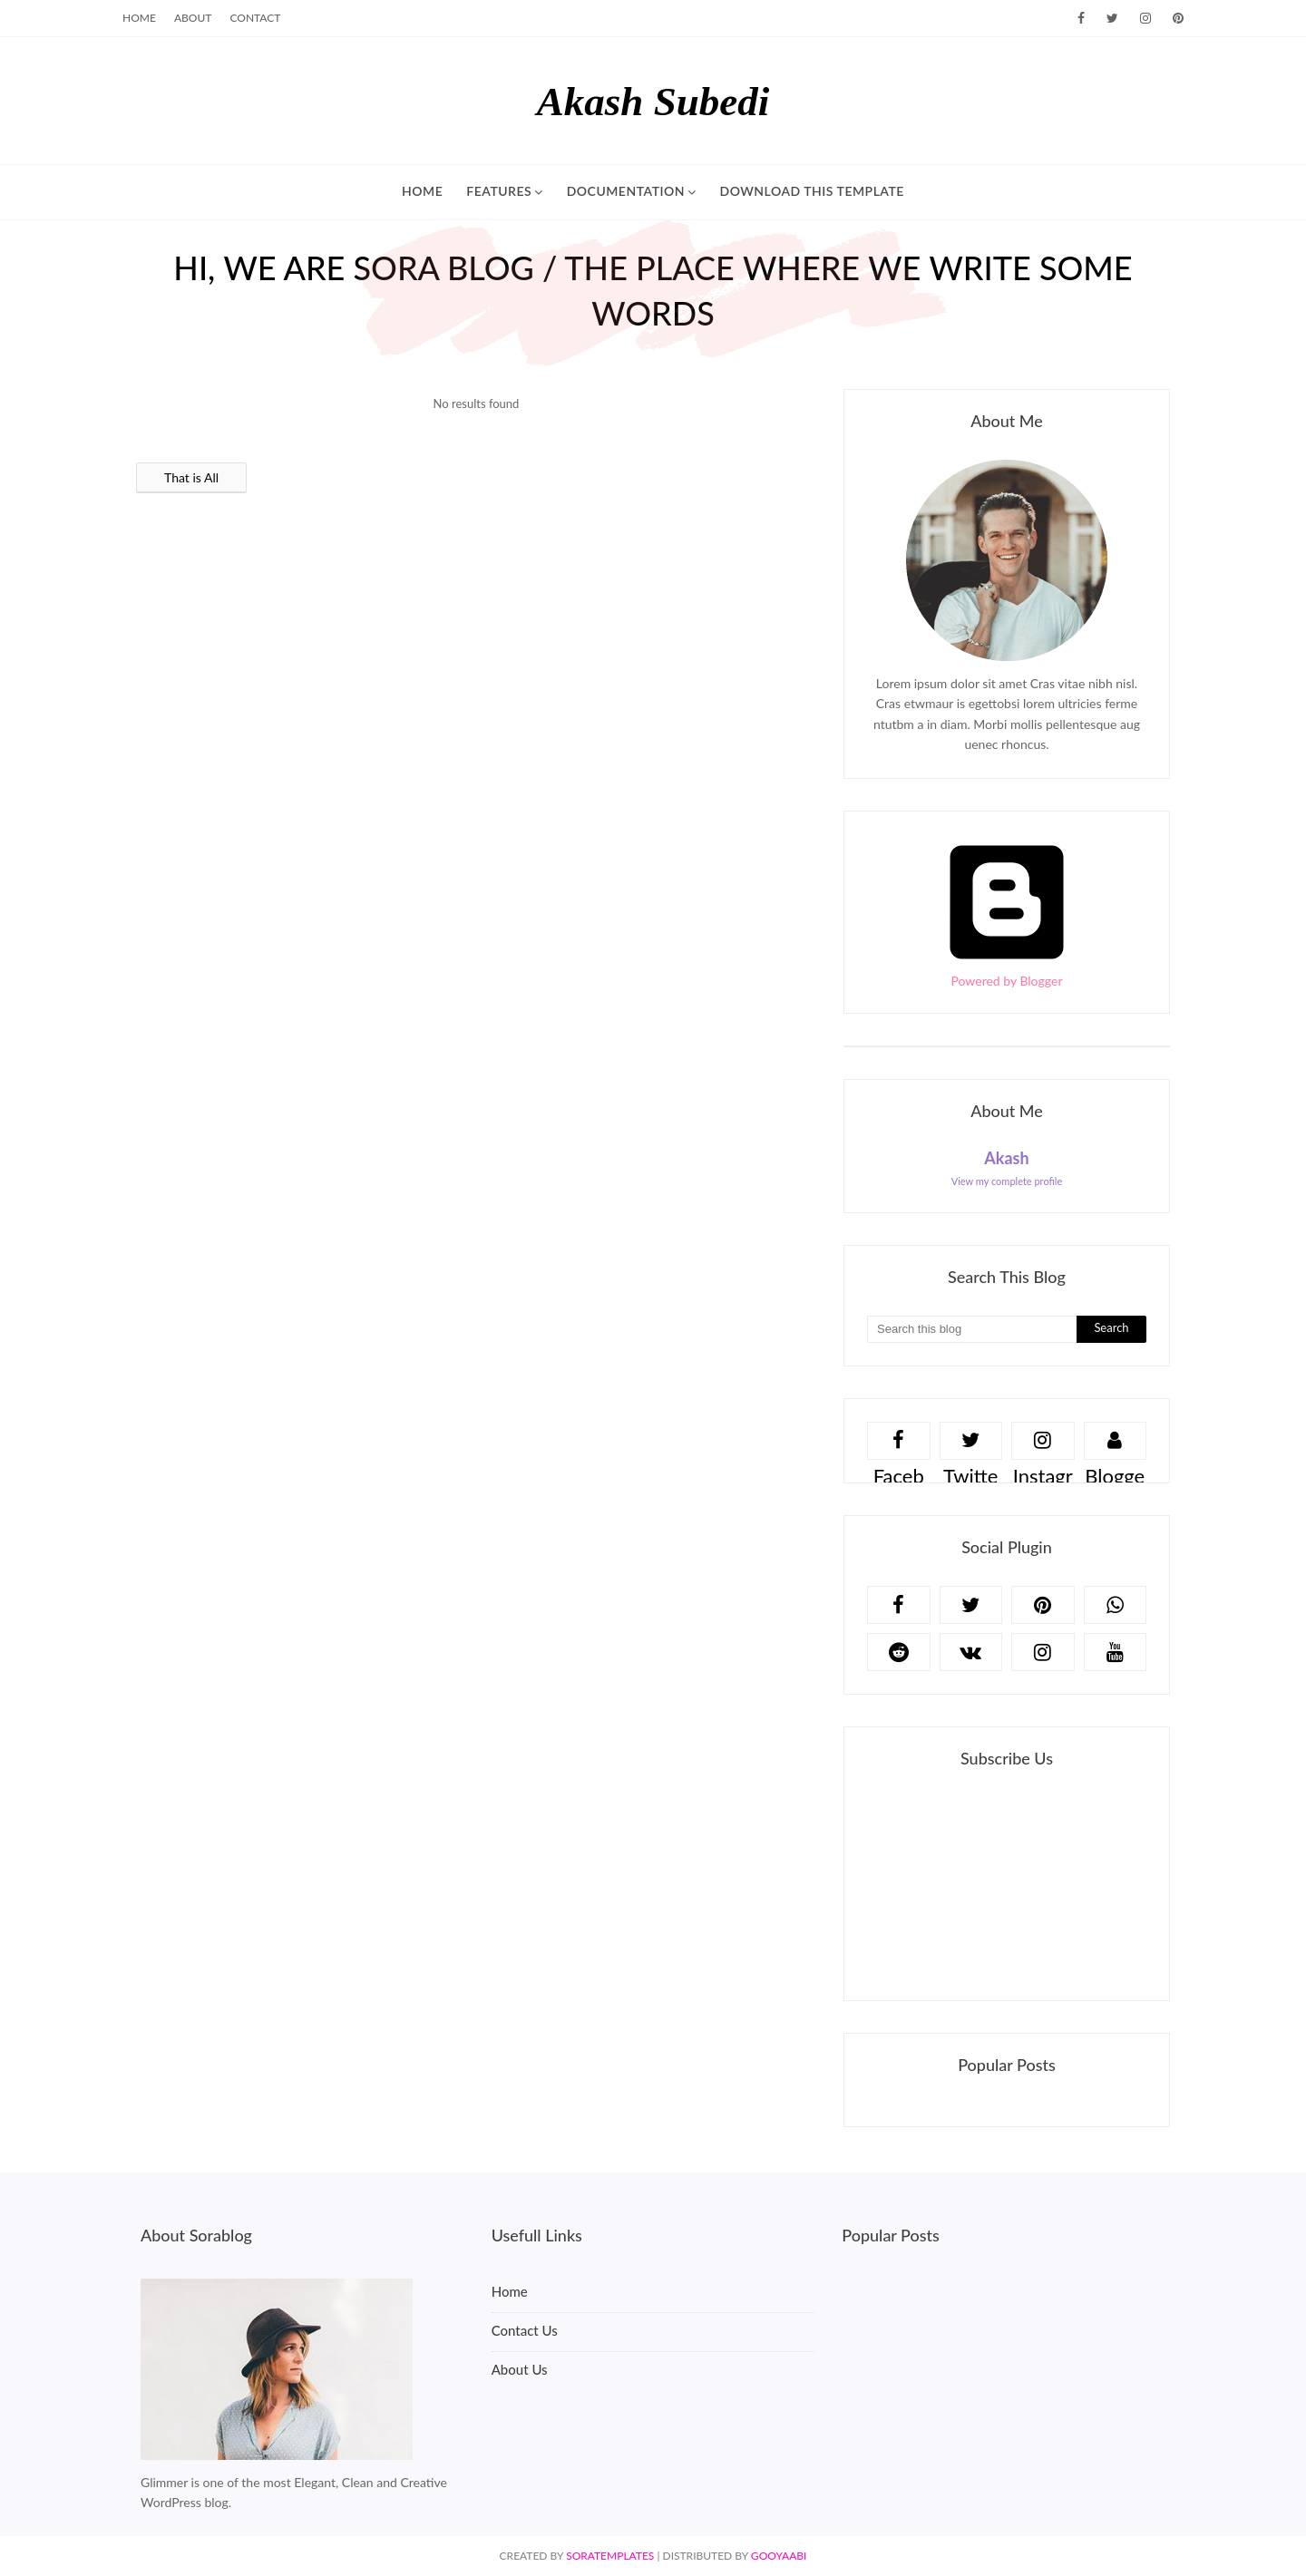 HOME ABOUT CONTACT
Akash Subedi
HOME FEATURES DOCUMENTATION DOWNLOAD THIS TEMPLATE
HI, WE ARE SORA BLOG / THE PLACE WHERE WE WRITE SOME
WORDS
No results found
That is All
About Me
Lorem ipsum dolor sit amet Cras vitae nibh nisl.
Cras etwmaur is egettobsi lorem ultricies ferme
ntutbm a in diam. Morbi mollis pellentesque aug
uenec rhoncus.
B
Powered by Blogger
About Me
Akash
View my complete profile
Search This Blog
Search this blog Search
Faceb Twitte Instagr Blogge
Social Plugin
You
Tube
Subscribe Us
Popular Posts
About Sorablog
Glimmer is one of the most Elegant, Clean and Creative
WordPress blog.
Usefull Links
Home
Contact Us
About Us
Popular Posts
CREATED BY SORATEMPLATES | DISTRIBUTED BY GOOYAABI